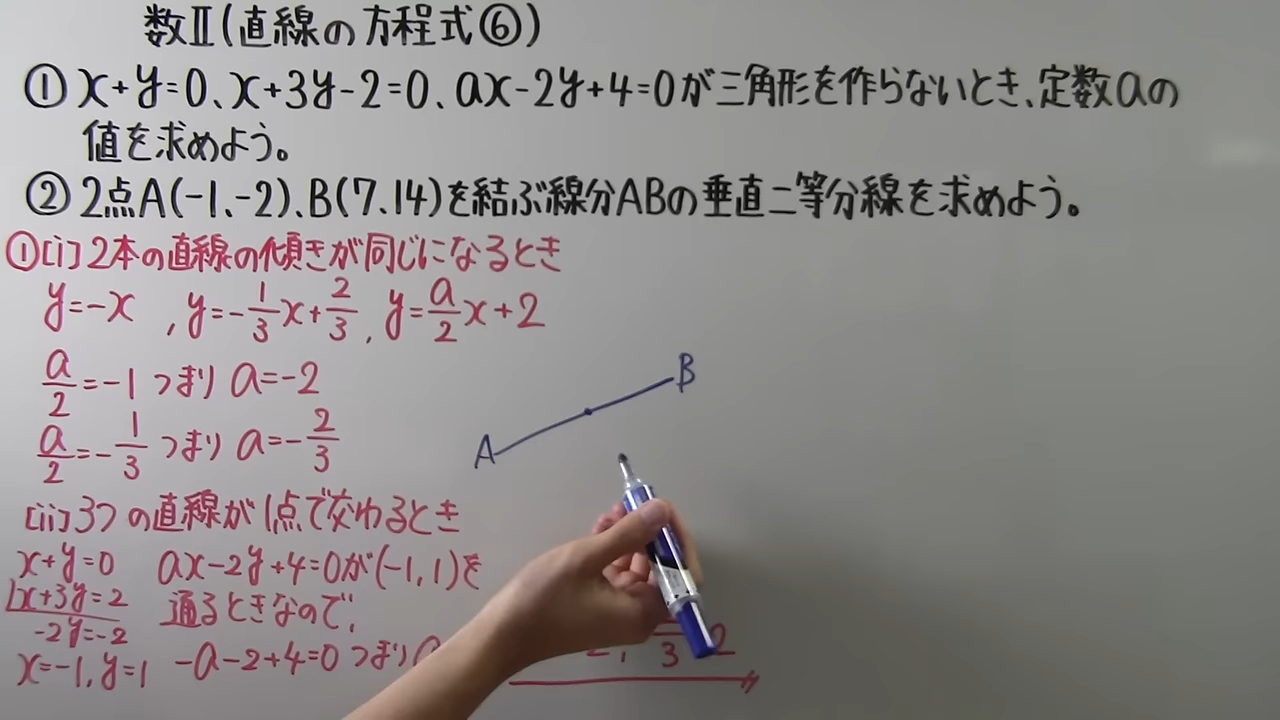 数Ⅱ(直線の方程式⑥)
① x+y=0、x+3y-2=0、ax-2y+4=0が三角形を作らないとき、定数aの
値を求めよう。
② 2点A(-1、-2)、B(7、14)を結ぶ線分ABの垂直二等分線を求めよう。
①[i] 2本の直線の傾きが同じになるとき
y=-x , y=-1/3x+2/3 , y=a/2x+2
a/2=-1 つまり a=-2
a/2=-1/3 つまり a=-2/3
[ii] 3つの直線が1点で交わるとき
x+y=0 ax-2y+4=0が(-1,1)を
x+3y=2 通るときなので、
-2y=-2
x=-1,y=1 -a-2+4=0 つまり
A
B
3
2